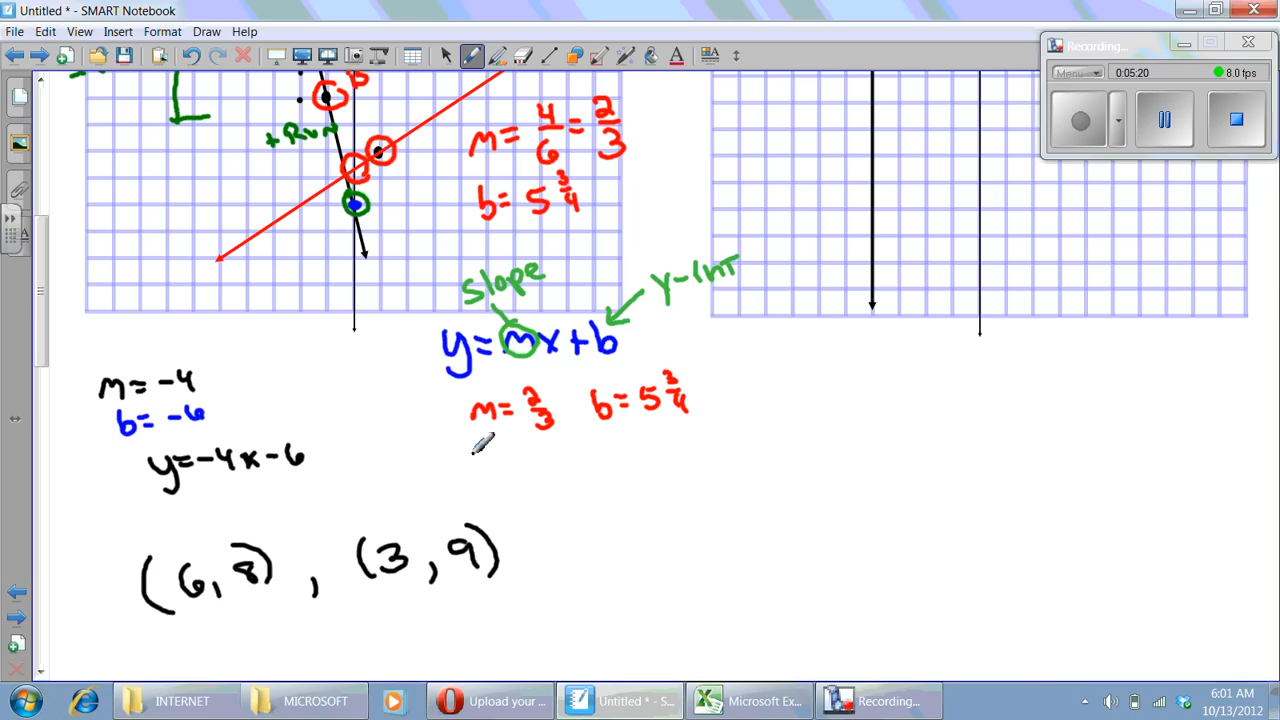 Untitled * - SMART Notebook
File Edit View Insert Format Draw Help
Recording...
Menu 0:05:20 8.0 fps
B
+ Run
m = 4/6 = 2/3
b = 5 3/4
Slope
y-int
y = mx + b
m = -4
b = -6
y = -4x - 6
m = 2/3 b = 5 3/4
(6, 8) , (3, 9)
INTERNET MICROSOFT Upload your ... Untitled * - S... Microsoft Ex... Recording...
6:01 AM
10/13/2012